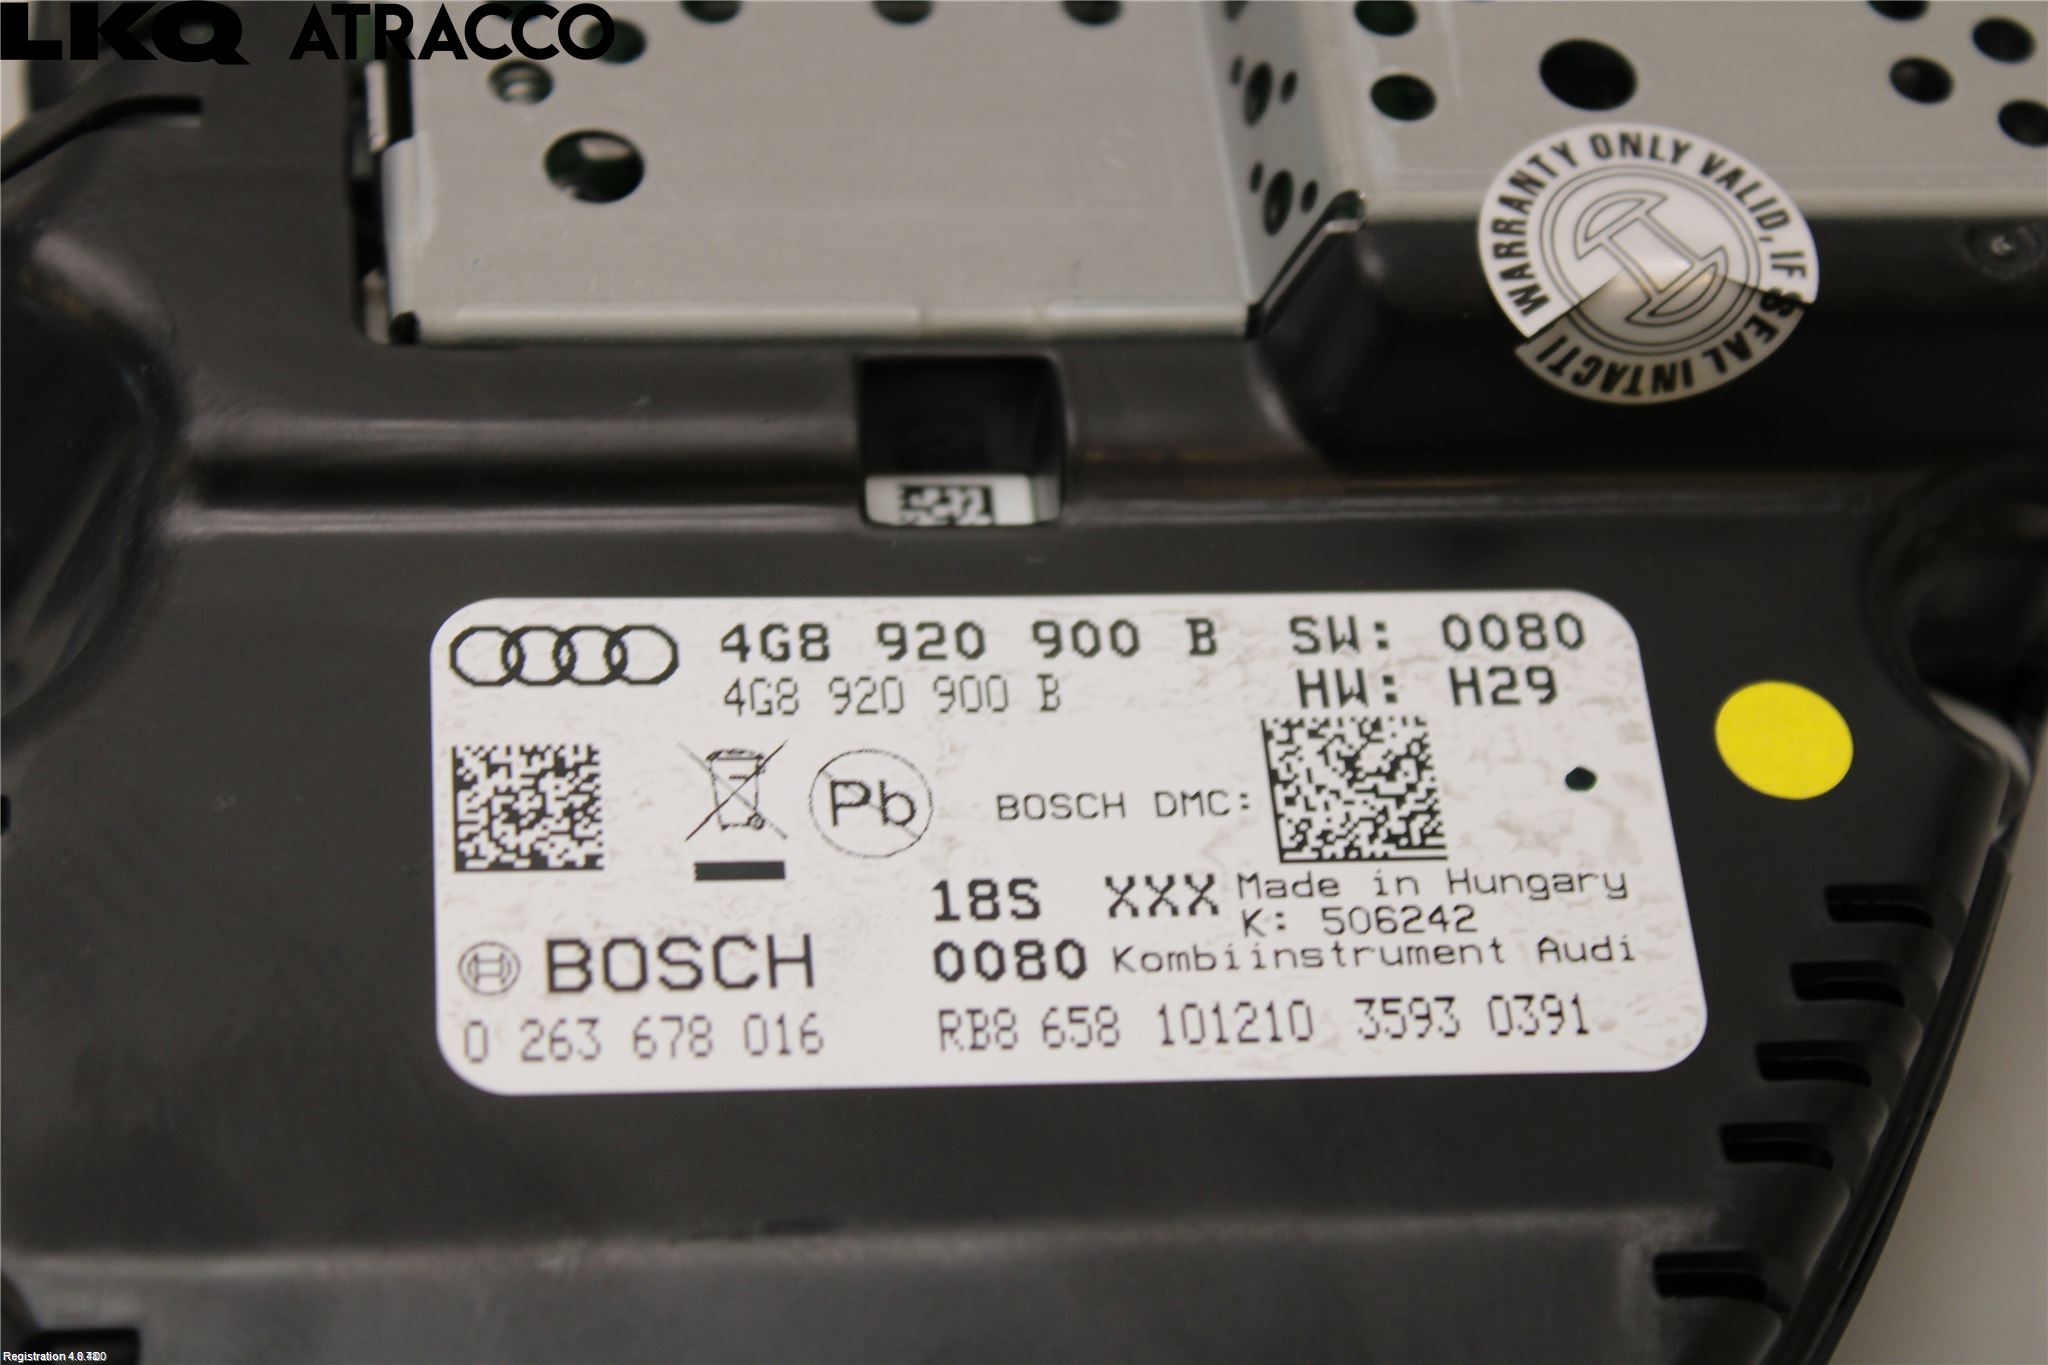 LKQ ATRACCO
WARRANTY ONLY VALID, IF SEAL INTACT!
4G8 920 900 B SW: 0080
4G8 920 900 B HW: H29
Pb
BOSCH DMC:
18S XXX Made in Hungary
K: 506242
BOSCH 0080 Kombiinstrument Audi
0 263 678 016 RB8 658 101210 3593 0391
Registration